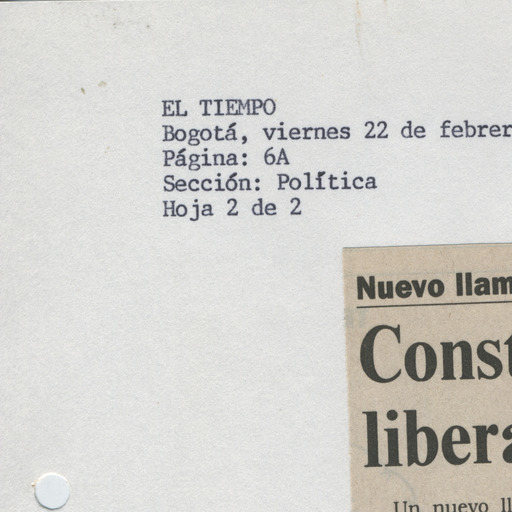 EL TIEMPO
Bogotá, viernes 22 de febrer
Página: 6A
Sección: Política
Hoja 2 de 2
Nuevo llam
Const
libera
Un nuevo ll